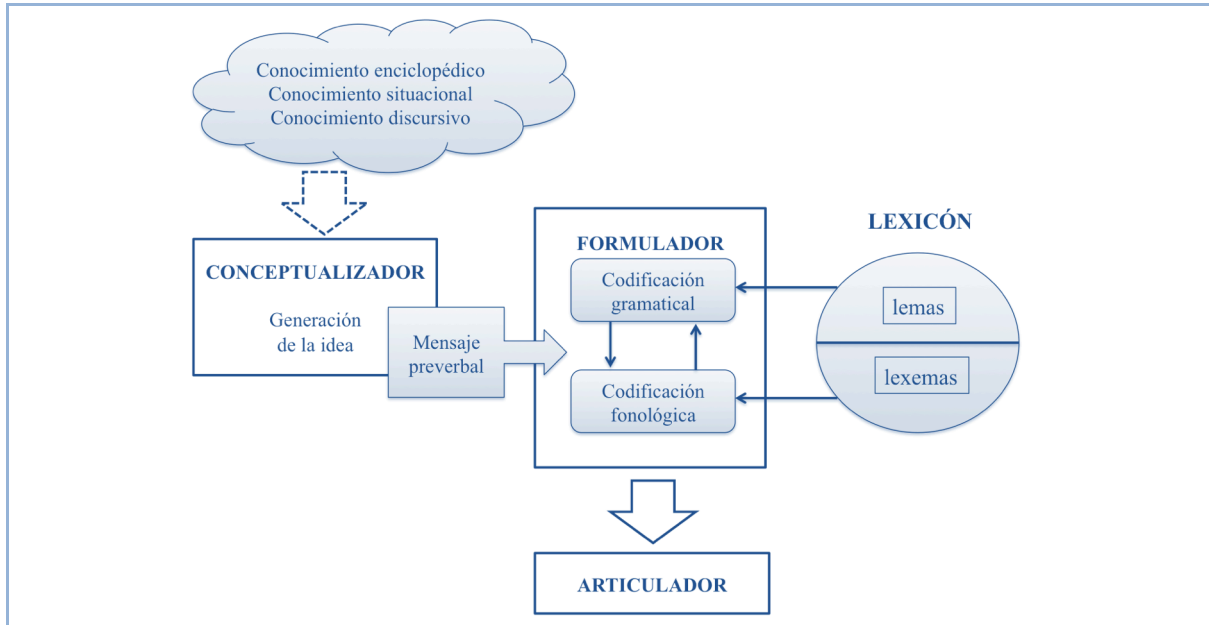 Conocimiento enciclopédico
Conocimiento situacional
Conocimiento discursivo
CONCEPTUALIZADOR
Generación
de la idea
Mensaje
preverbal
FORMULADOR
Codificación
gramatical
Codificación
fonológica
LEXICÓN
lemas
lexemas
ARTICULADOR